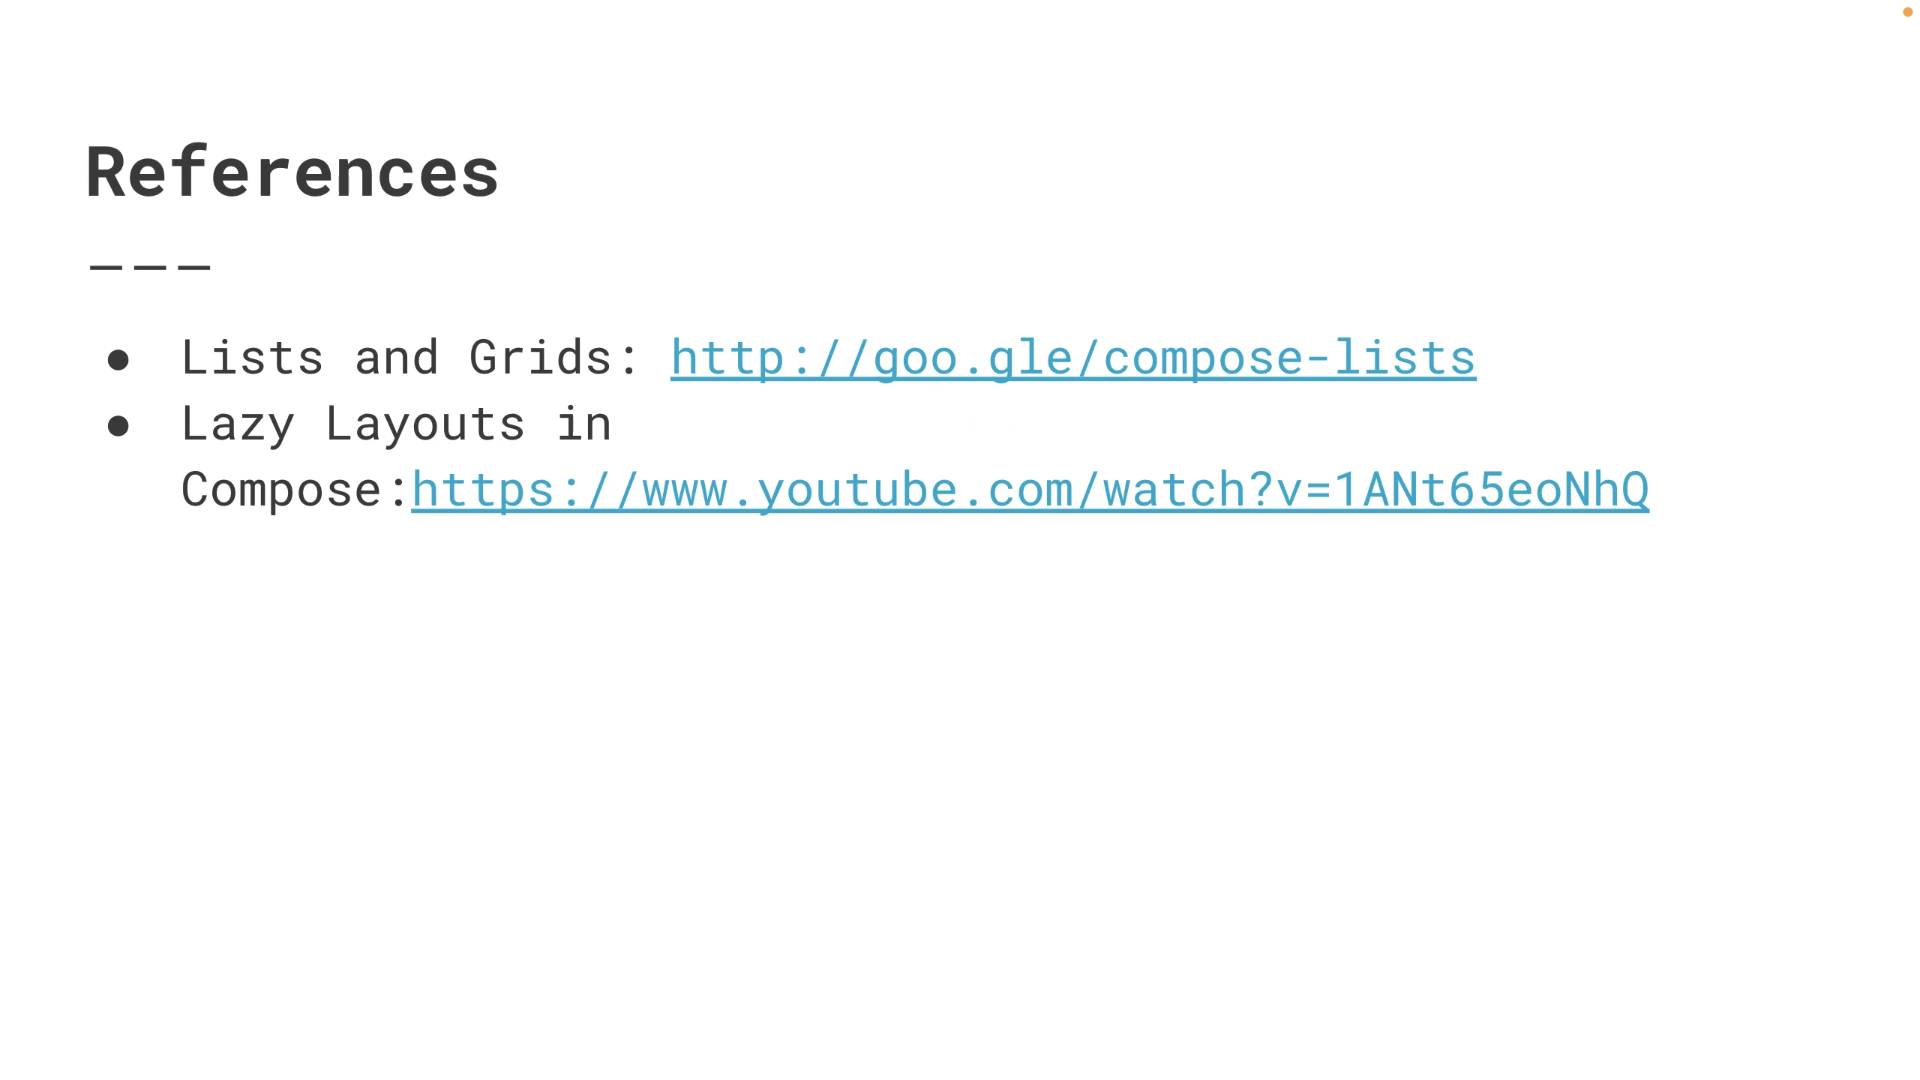 References
———
● Lists and Grids: http://goo.gle/compose-lists
● Lazy Layouts in
Compose:https://www.youtube.com/watch?v=1ANt65eoNhQ